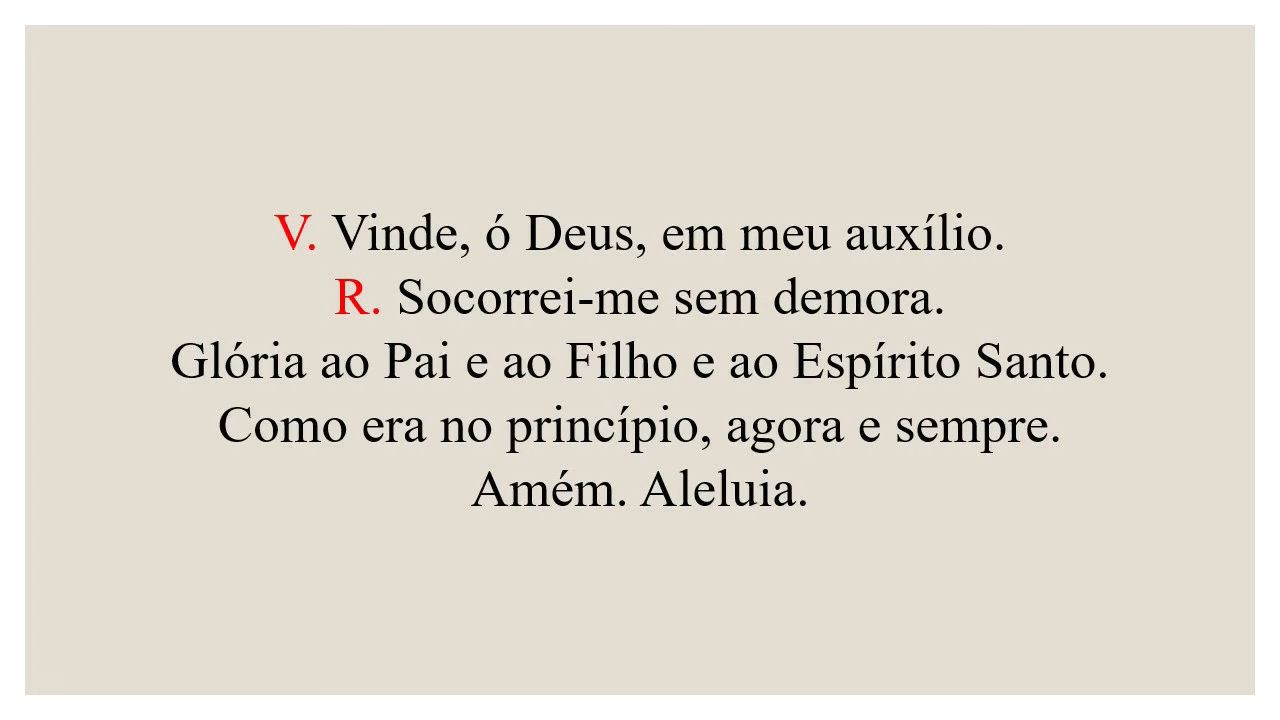 V. Vinde, ó Deus, em meu auxílio.
R. Socorrei-me sem demora.
Glória ao Pai e ao Filho e ao Espírito Santo.
Como era no princípio, agora e sempre.
Amém. Aleluia.